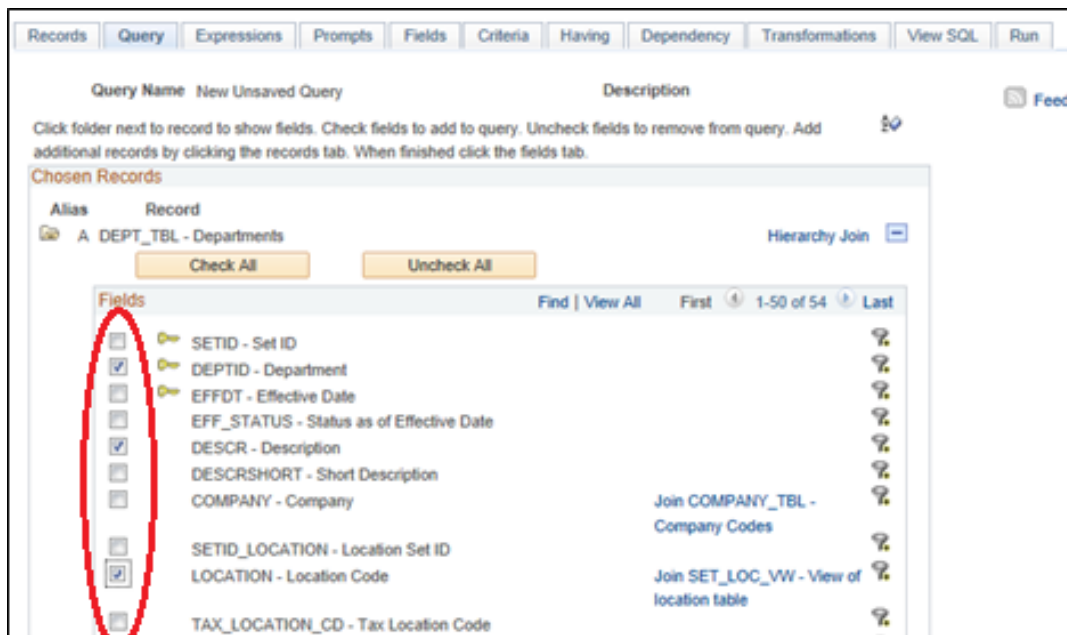 Records Query Expressions Prompts Fields Criteria Having Dependency Transformations View SQL Run
Query Name New Unsaved Query Description
Feed
Click folder next to record to show fields. Check fields to add to query. Uncheck fields to remove from query. Add
additional records by clicking the records tab. When finished click the fields tab.
Chosen Records
Alias Record
A DEPT_TBL - Departments Hierarchy Join
Check All Uncheck All
Fields Find | View All First 1-50 of 54 Last
SETID - Set ID
DEPTID - Department
EFFDT - Effective Date
EFF_STATUS - Status as of Effective Date
DESCR - Description
DESCRSHORT - Short Description
COMPANY - Company Join COMPANY_TBL -
Company Codes
SETID_LOCATION - Location Set ID
LOCATION - Location Code Join SET_LOC_VW - View of
location table
TAX_LOCATION_CD - Tax Location Code